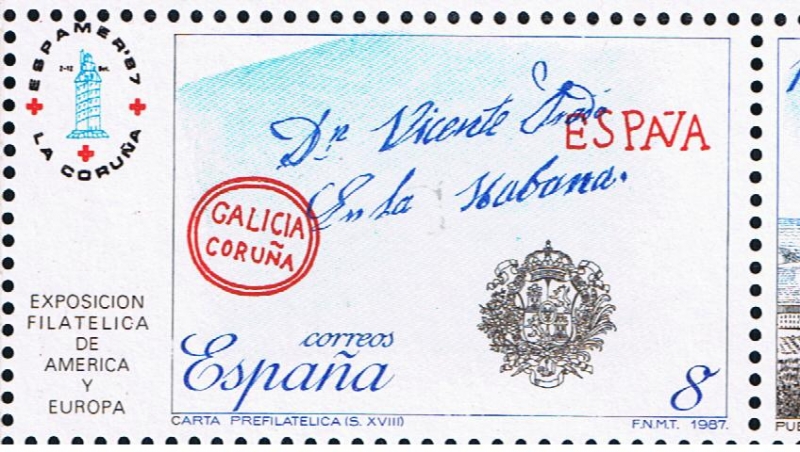 ESPAMER'87
LA CORUÑA
EXPOSICION
FILATELICA
DE
AMERICA
Y
EUROPA
Dn. Vicente
ESPAÑA
En la Habana.
GALICIA
CORUÑA
correos
España
8
CARTA PREFILATELICA (S. XVIII)
F.N.M.T. 1987.